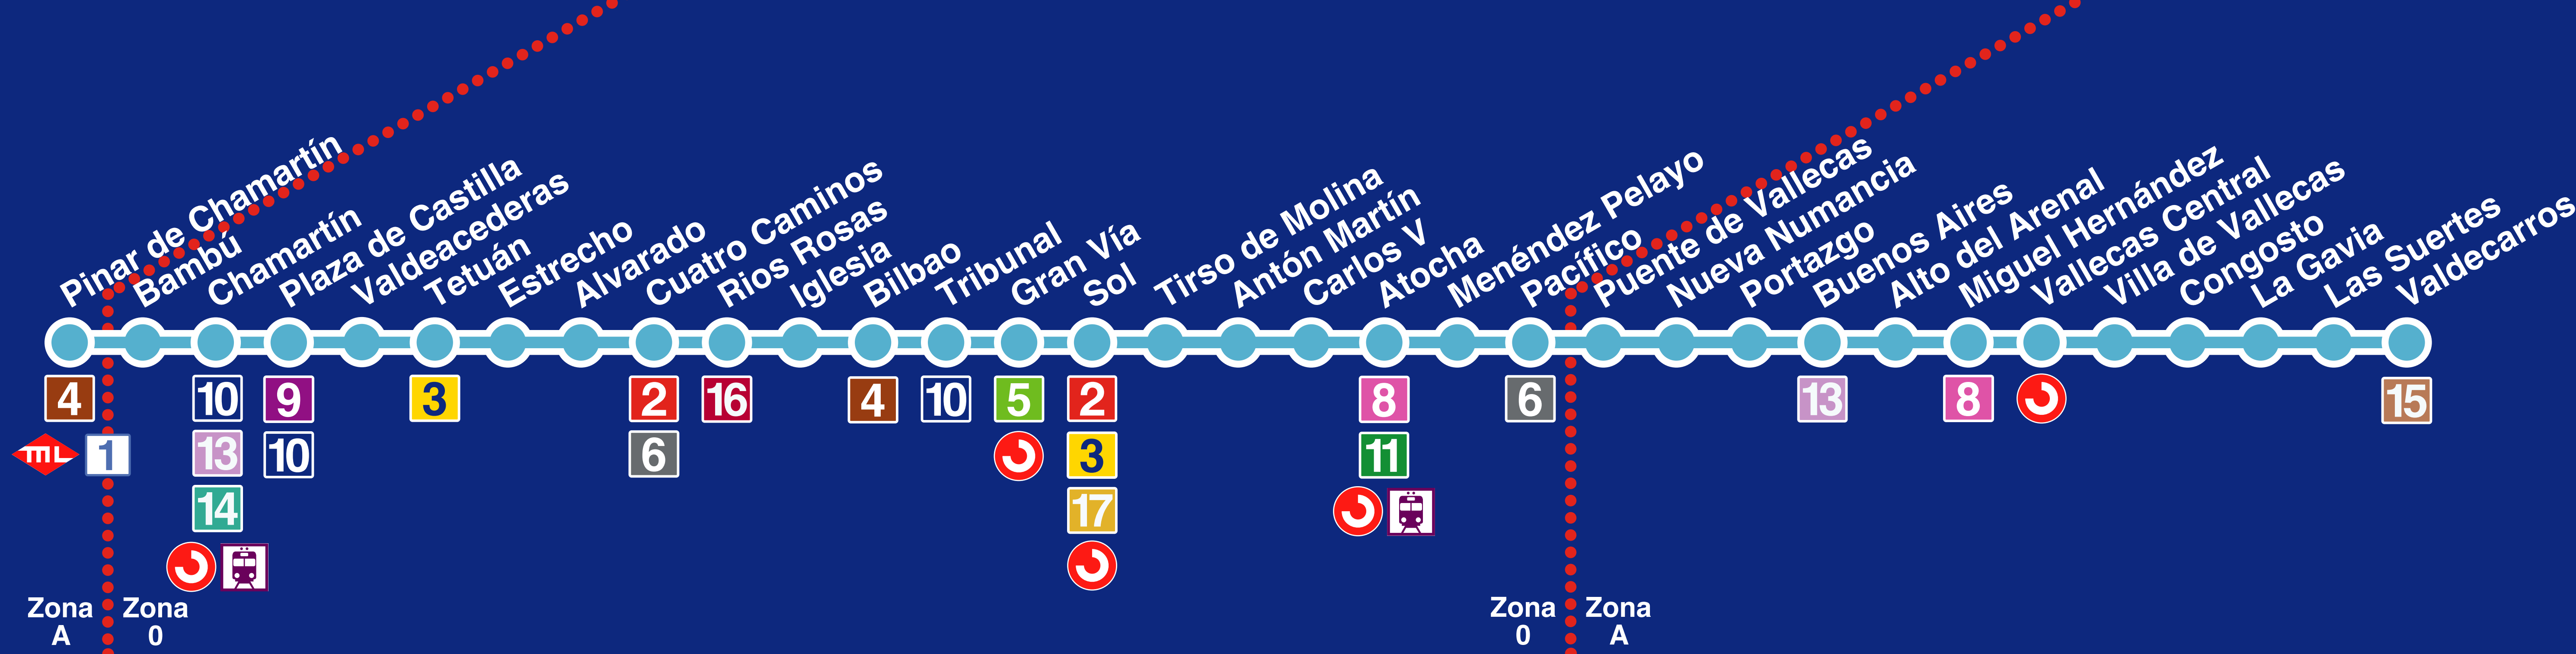 Pinar de Chamartín
Bambú
Chamartín
Plaza de Castilla
Valdeacederas
Tetuán
Estrecho
Alvarado
Cuatro Caminos
Rios Rosas
Iglesia
Bilbao
Tribunal
Gran Vía
Sol
Tirso de Molina
Antón Martín
Carlos V
Atocha
Menéndez Pelayo
Pacífico
Puente de Vallecas
Nueva Numancia
Portazgo
Buenos Aires
Alto del Arenal
Miguel Hernández
Vallecas Central
Villa de Vallecas
Congosto
La Gavia
Las Suertes
Valdecarros
4
ML 1
10
13
14
9
10
3
2
6
16
4
10
5
2
3
17
8
11
6
13
8
15
Zona
A
Zona
0
Zona
0
Zona
A